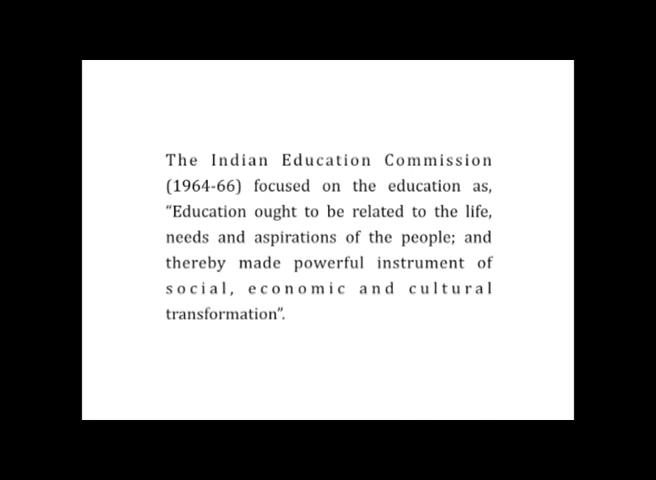 The Indian Education Commission
(1964-66) focused on the education as,
“Education ought to be related to the life,
needs and aspirations of the people; and
thereby made powerful instrument of
social, economic and cultural
transformation”.